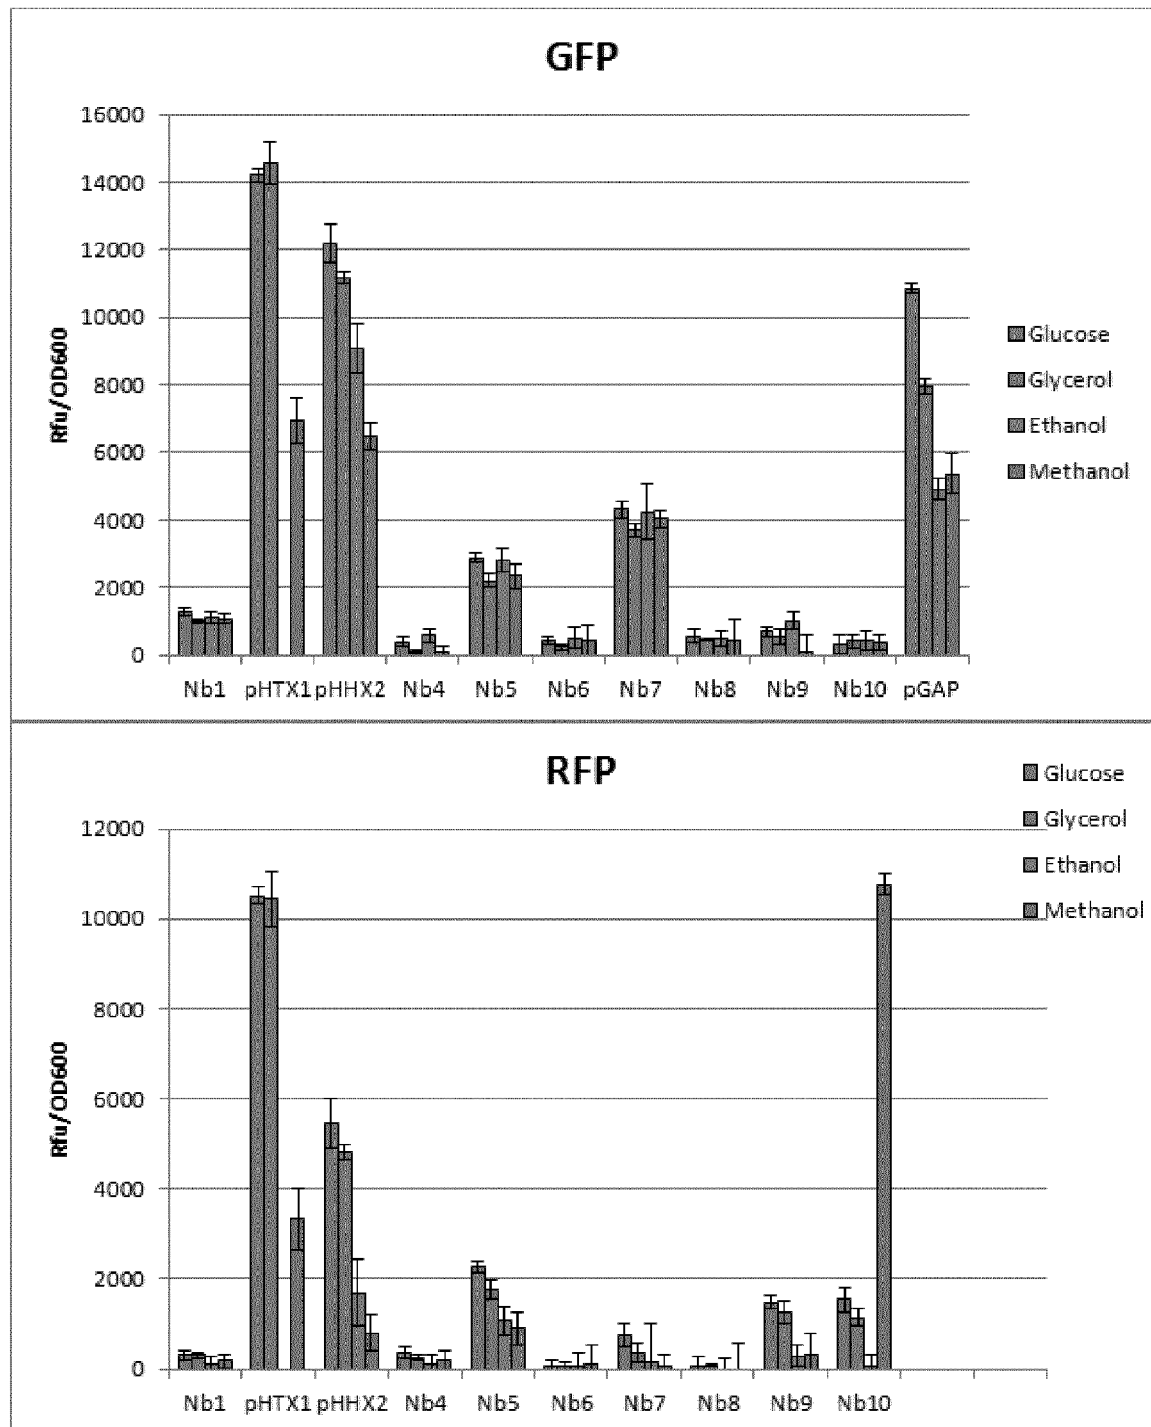 GFP
16000
14000
12000
10000
8000
6000
4000
2000
0
Rfu/OD600
Nb1 pHTX1 pHHX2 Nb4 Nb5 Nb6 Nb7 Nb8 Nb9 Nb10 pGAP
Glucose
Glycerol
Ethanol
Methanol
RFP
12000
10000
8000
6000
4000
2000
0
Rfu/OD600
Nb1 pHTX1 pHHX2 Nb4 Nb5 Nb6 Nb7 Nb8 Nb9 Nb10
Glucose
Glycerol
Ethanol
Methanol